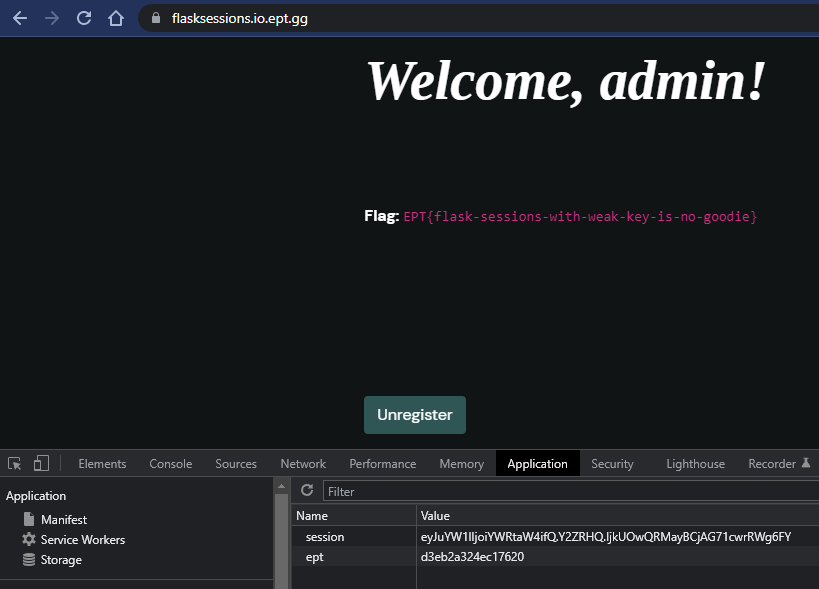 flasksessions.io.ept.gg
Welcome, admin!
Flag: EPT{flask-sessions-with-weak-key-is-no-goodie}
Unregister
Elements Console Sources Network Performance Memory Application Security Lighthouse Recorder
Application
Manifest
Service Workers
Storage
Filter
Name Value
session eyJuYW1lIjoiYWRtaW4ifQ.Y2ZRHQ.ljkUOwQRMayBCjAG71cwrRWg6FY
ept d3eb2a324ec17620